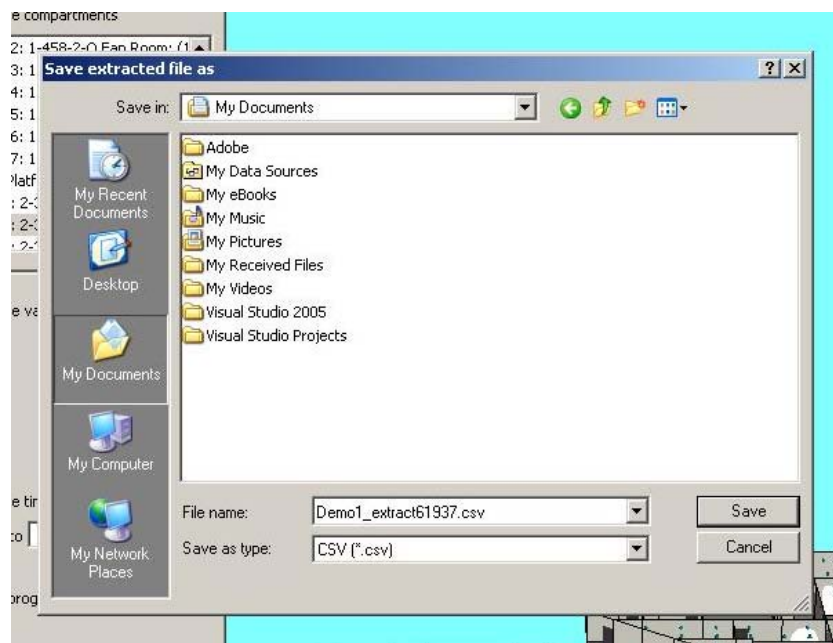 e compartments
2: 1-458-2-Q Fan Room: (1
3: 1
4: 1
5: 1
6: 1
7: 1
Platf
: 2-3
: 2-3
: 2-3
e va
e tir
to
prog
Save extracted file as
Save in: My Documents
My Recent Documents
Desktop
My Documents
My Computer
My Network Places
Adobe
My Data Sources
My eBooks
My Music
My Pictures
My Received Files
My Videos
Visual Studio 2005
Visual Studio Projects
File name: Demo1_extract61937.csv Save
Save as type: CSV (*.csv) Cancel